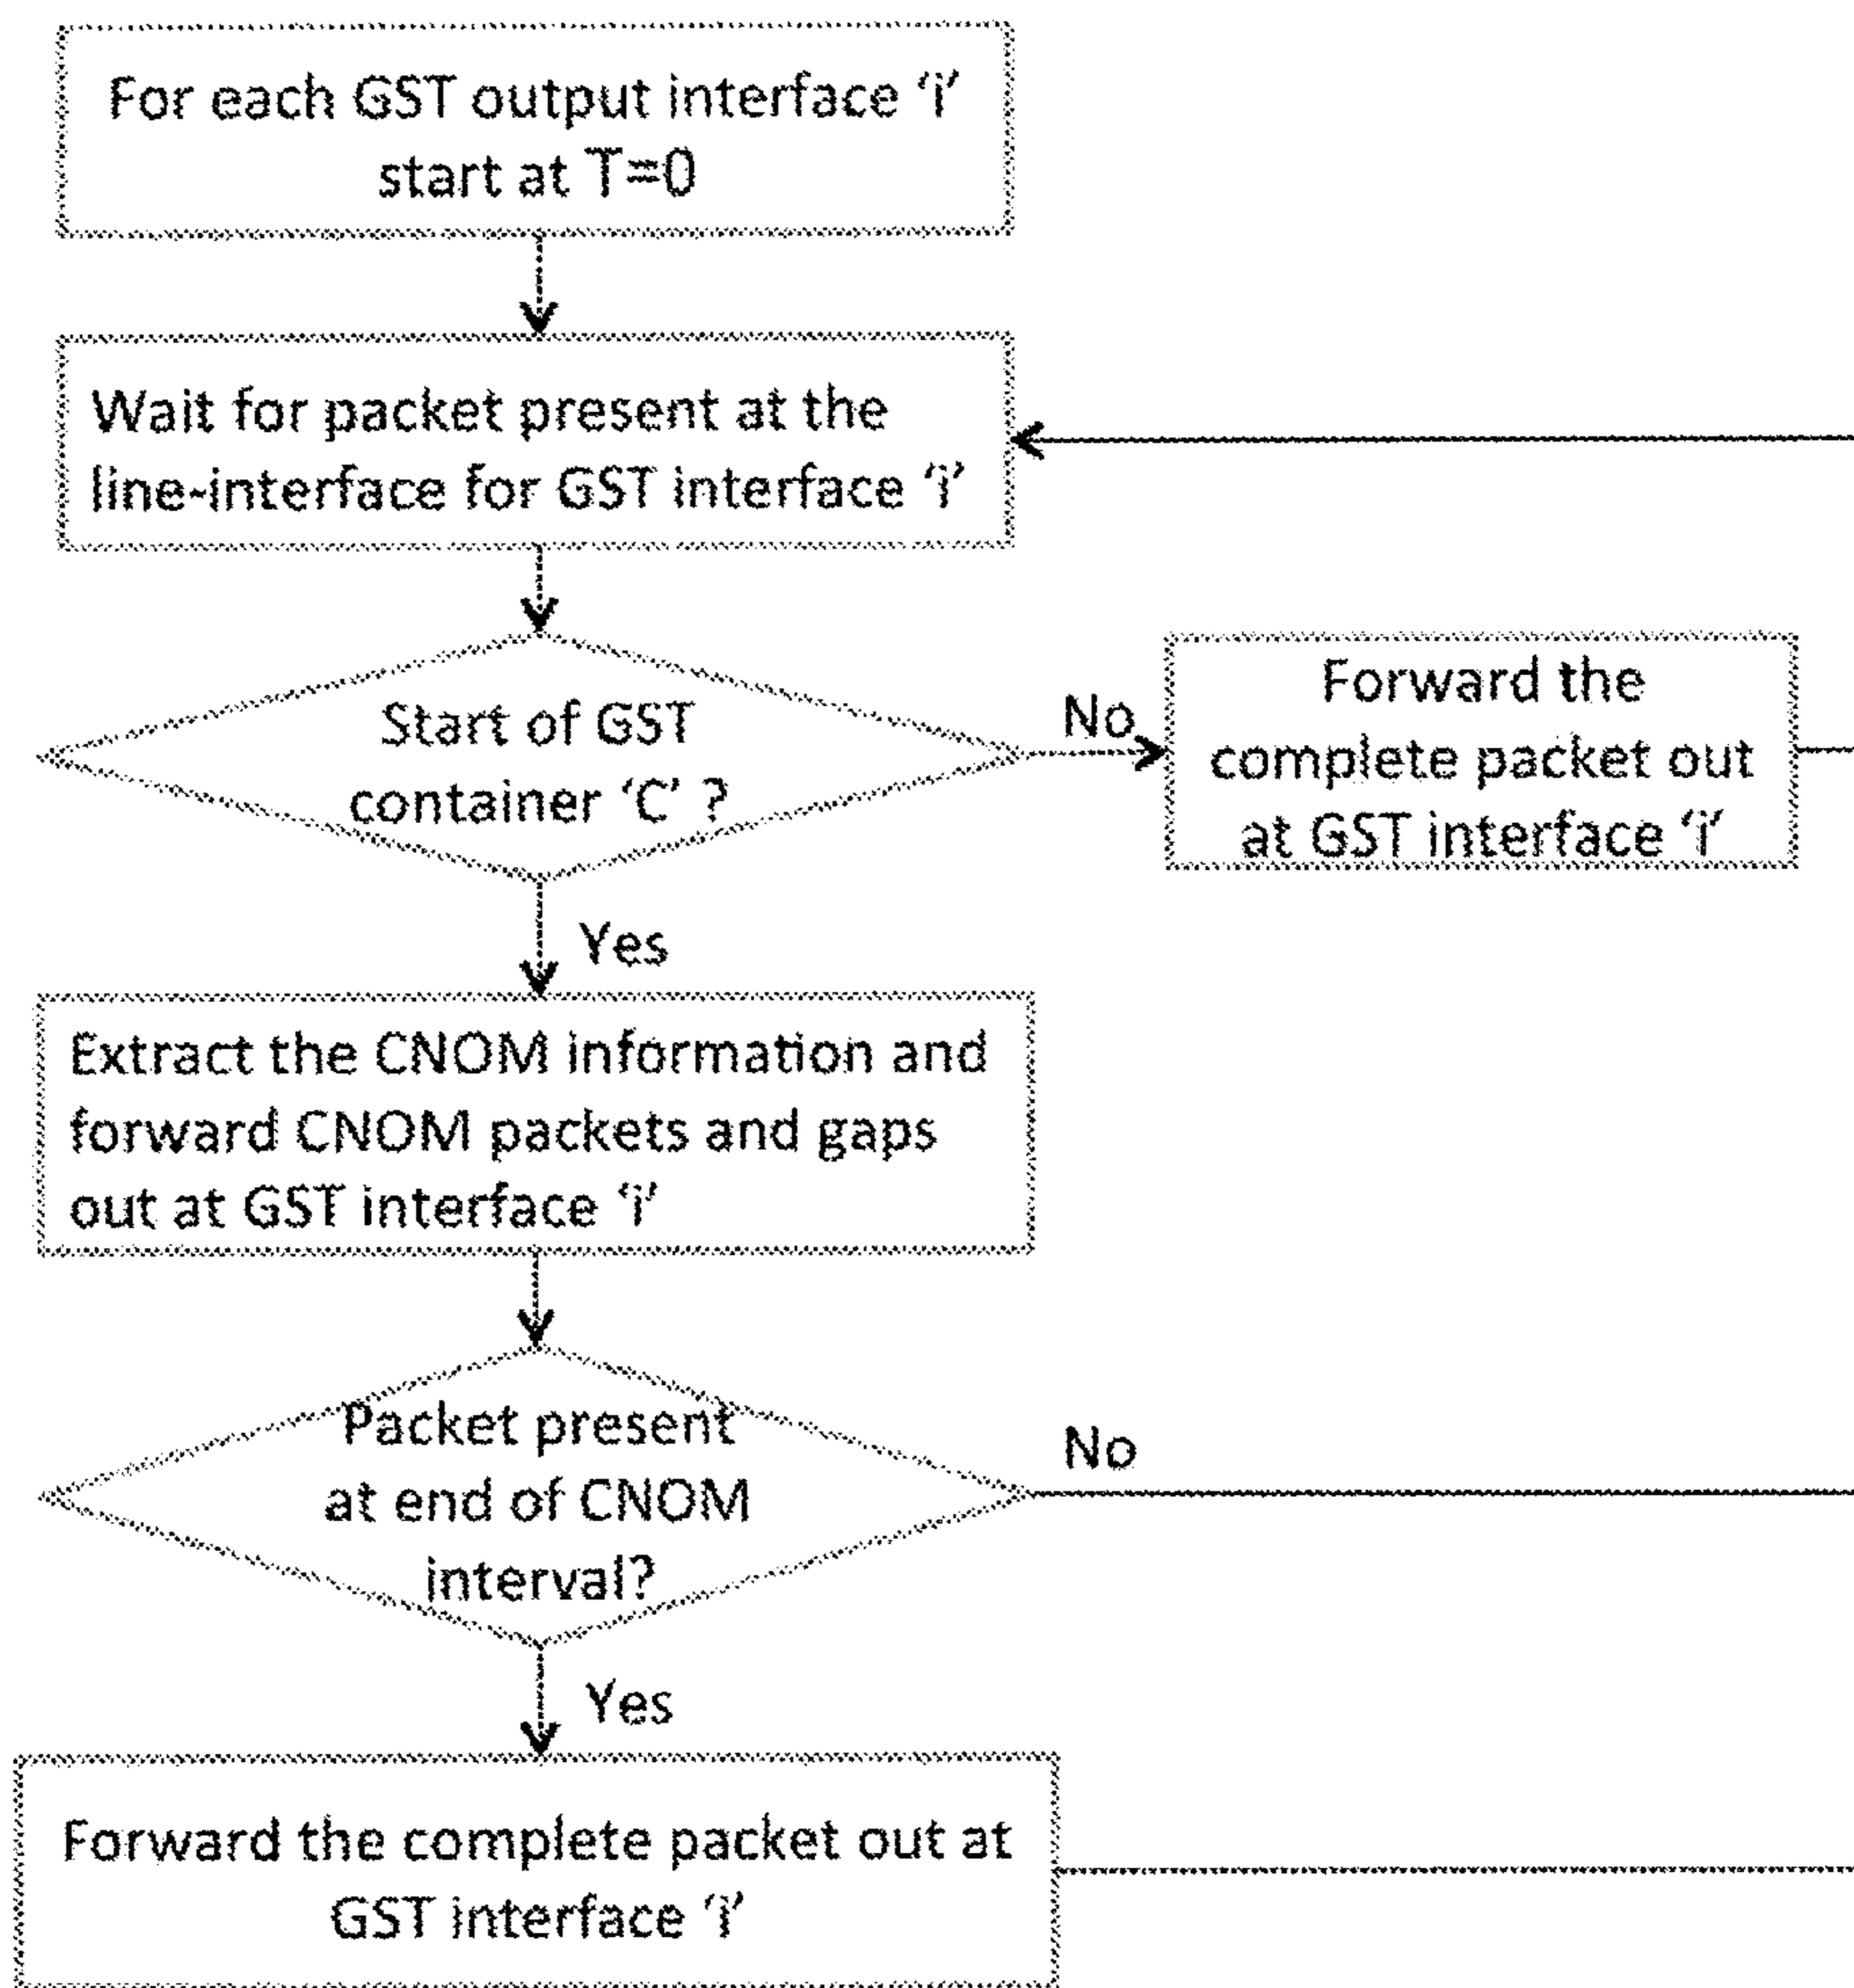 For each GST output interface ‘i’
start at T=0
Wait for packet present at the
line-interface for GST interface ‘i’
Start of GST
container ‘C’ ?
No
Forward the
complete packet out
at GST interface ‘i’
Yes
Extract the CNOM information and
forward CNOM packets and gaps
out at GST interface ‘i’
Packet present
at end of CNOM
interval?
No
Yes
Forward the complete packet out at
GST interface ‘i’